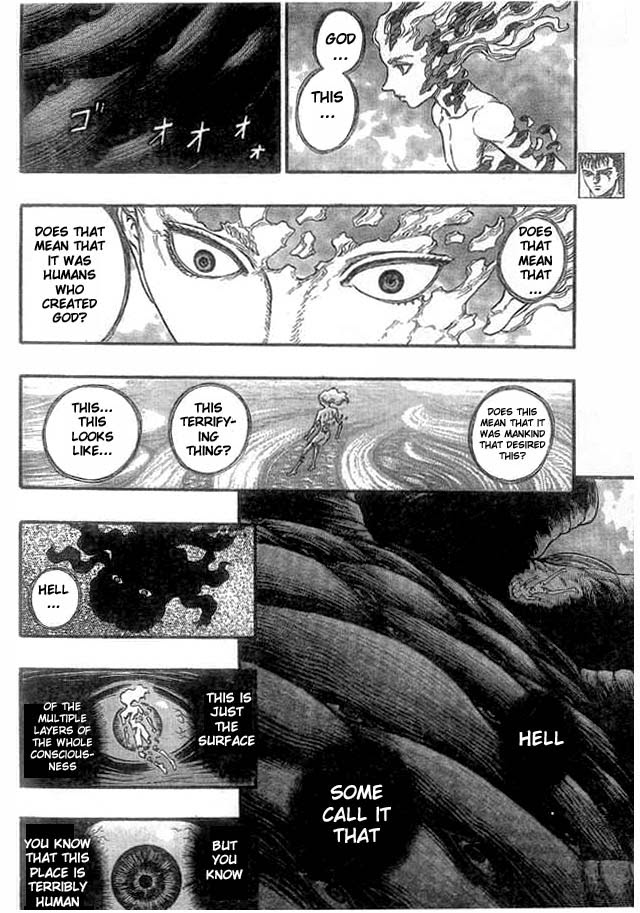 GOD
...
THIS
...
ゴオオオォ
DOES
THAT
MEAN
THAT
...
DOES THAT
MEAN THAT
IT WAS
HUMANS
WHO
CREATED
GOD?
DOES THIS
MEAN THAT
IT WAS MANKIND
THAT DESIRED
THIS?
THIS
TERRIFY-
ING
THING?
THIS...
THIS
LOOKS
LIKE...
HELL
...
HELL
SOME
CALL IT
THAT
THIS IS
JUST
THE
SURFACE
OF THE
MULTIPLE
LAYERS OF
THE WHOLE
CONSCIOUS-
NESS
BUT
YOU
KNOW
YOU KNOW
THAT THIS
PLACE IS
TERRIBLY
HUMAN